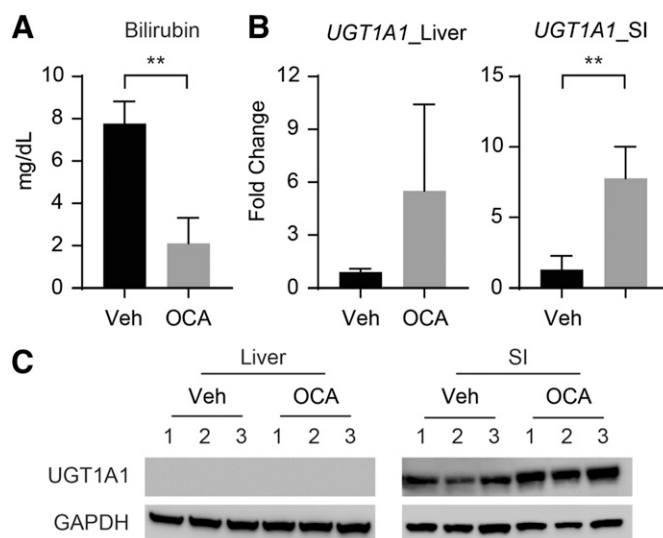 A
Bilirubin
**
mg/dL
10
8
6
4
2
0
Veh OCA
B
UGT1A1_Liver
Fold Change
12
9
6
3
0
Veh OCA
UGT1A1_SI
**
15
10
5
0
Veh
C
Liver SI
Veh OCA Veh OCA
1 2 3 1 2 3 1 2 3 1 2 3
UGT1A1
GAPDH